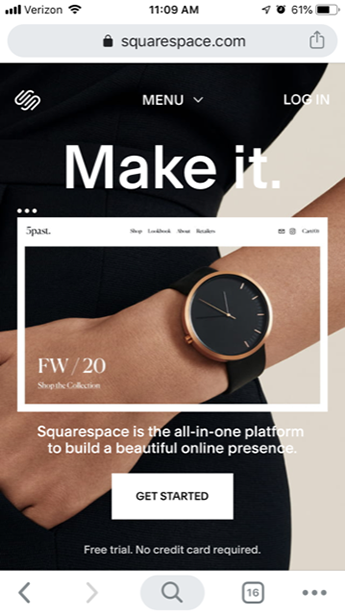 Verizon 11:09 AM 61%
squarespace.com
MENU LOG IN
Make it.
5past. Shop Lookbook About Retailers Cart (0)
FW / 20
Shop the Collection
Squarespace is the all-in-one platform
to build a beautiful online presence.
GET STARTED
Free trial. No credit card required.
16